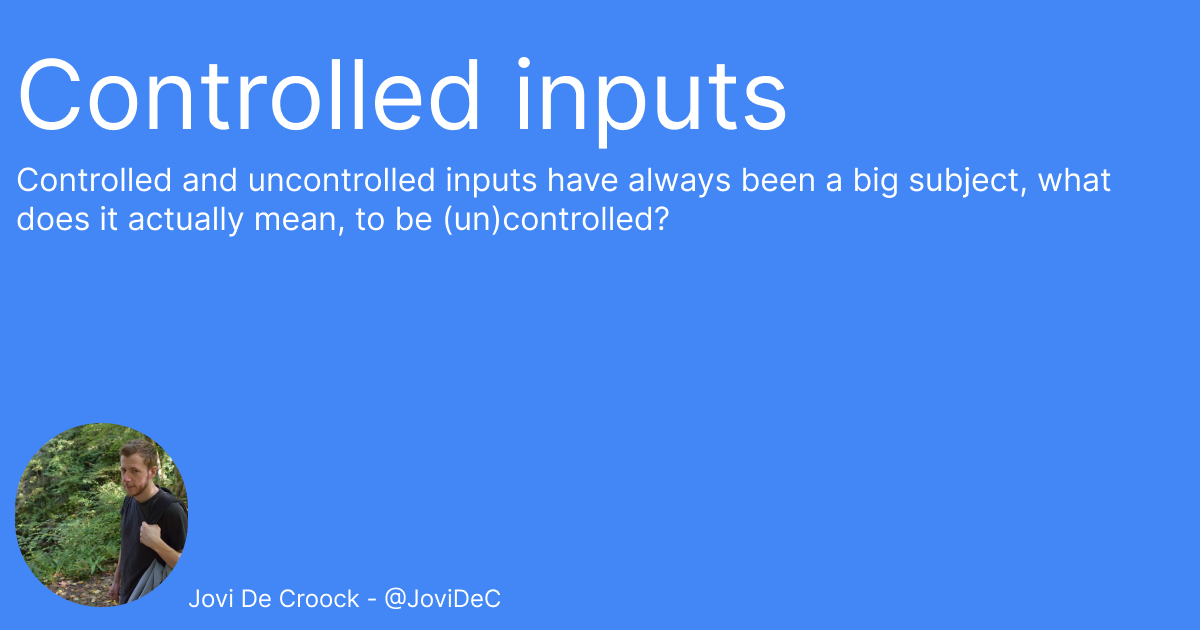 Controlled inputs
Controlled and uncontrolled inputs have always been a big subject, what
does it actually mean, to be (un)controlled?
Jovi De Croock - @JoviDeC